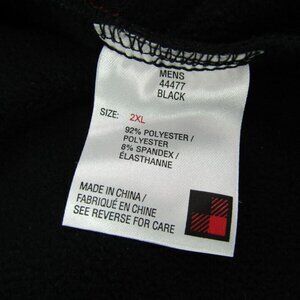 MENS
44477
BLACK
SIZE: 2XL
92% POLYESTER /
POLYESTER
8% SPANDEX /
ÉLASTHANNE
MADE IN CHINA /
FABRIQUÉ EN CHINE
SEE REVERSE FOR CARE